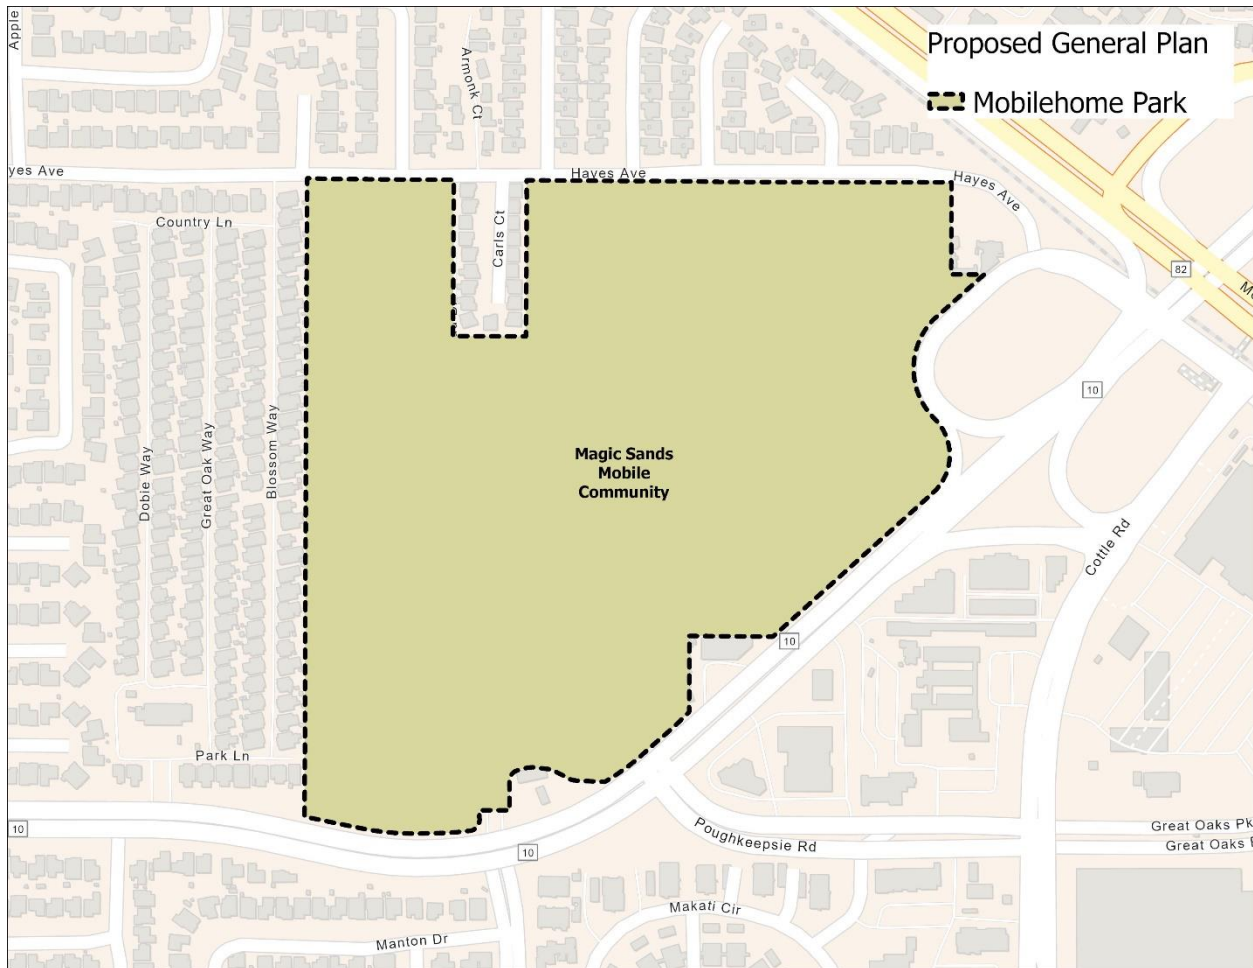 Proposed General Plan
Mobilehome Park
Apple
Armonk Ct
yes Ave
Hayes Ave
Hayes Ave
Country Ln
Carls Ct
82
10
Dobie Way
Great Oak Way
Blossom Way
Magic Sands
Mobile
Community
Cottle Rd
10
Park Ln
10
10
Poughkeepsie Rd
Great Oaks Pk
Great Oaks
Makati Cir
Manton Dr